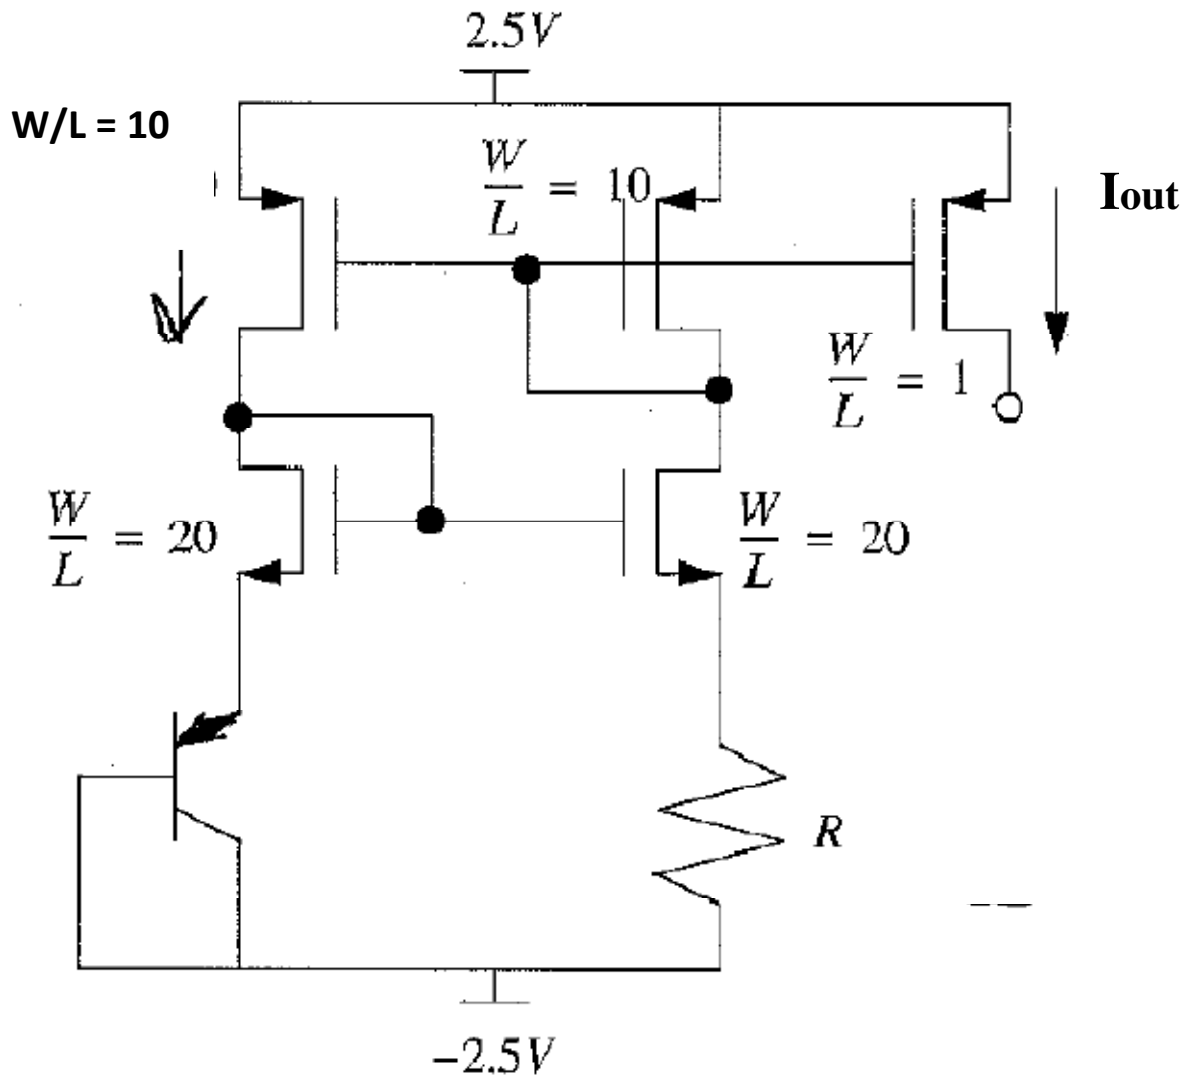 2.5V
W/L = 10
W/L = 10
Iout
W/L = 1
W/L = 20
W/L = 20
R
−2.5V